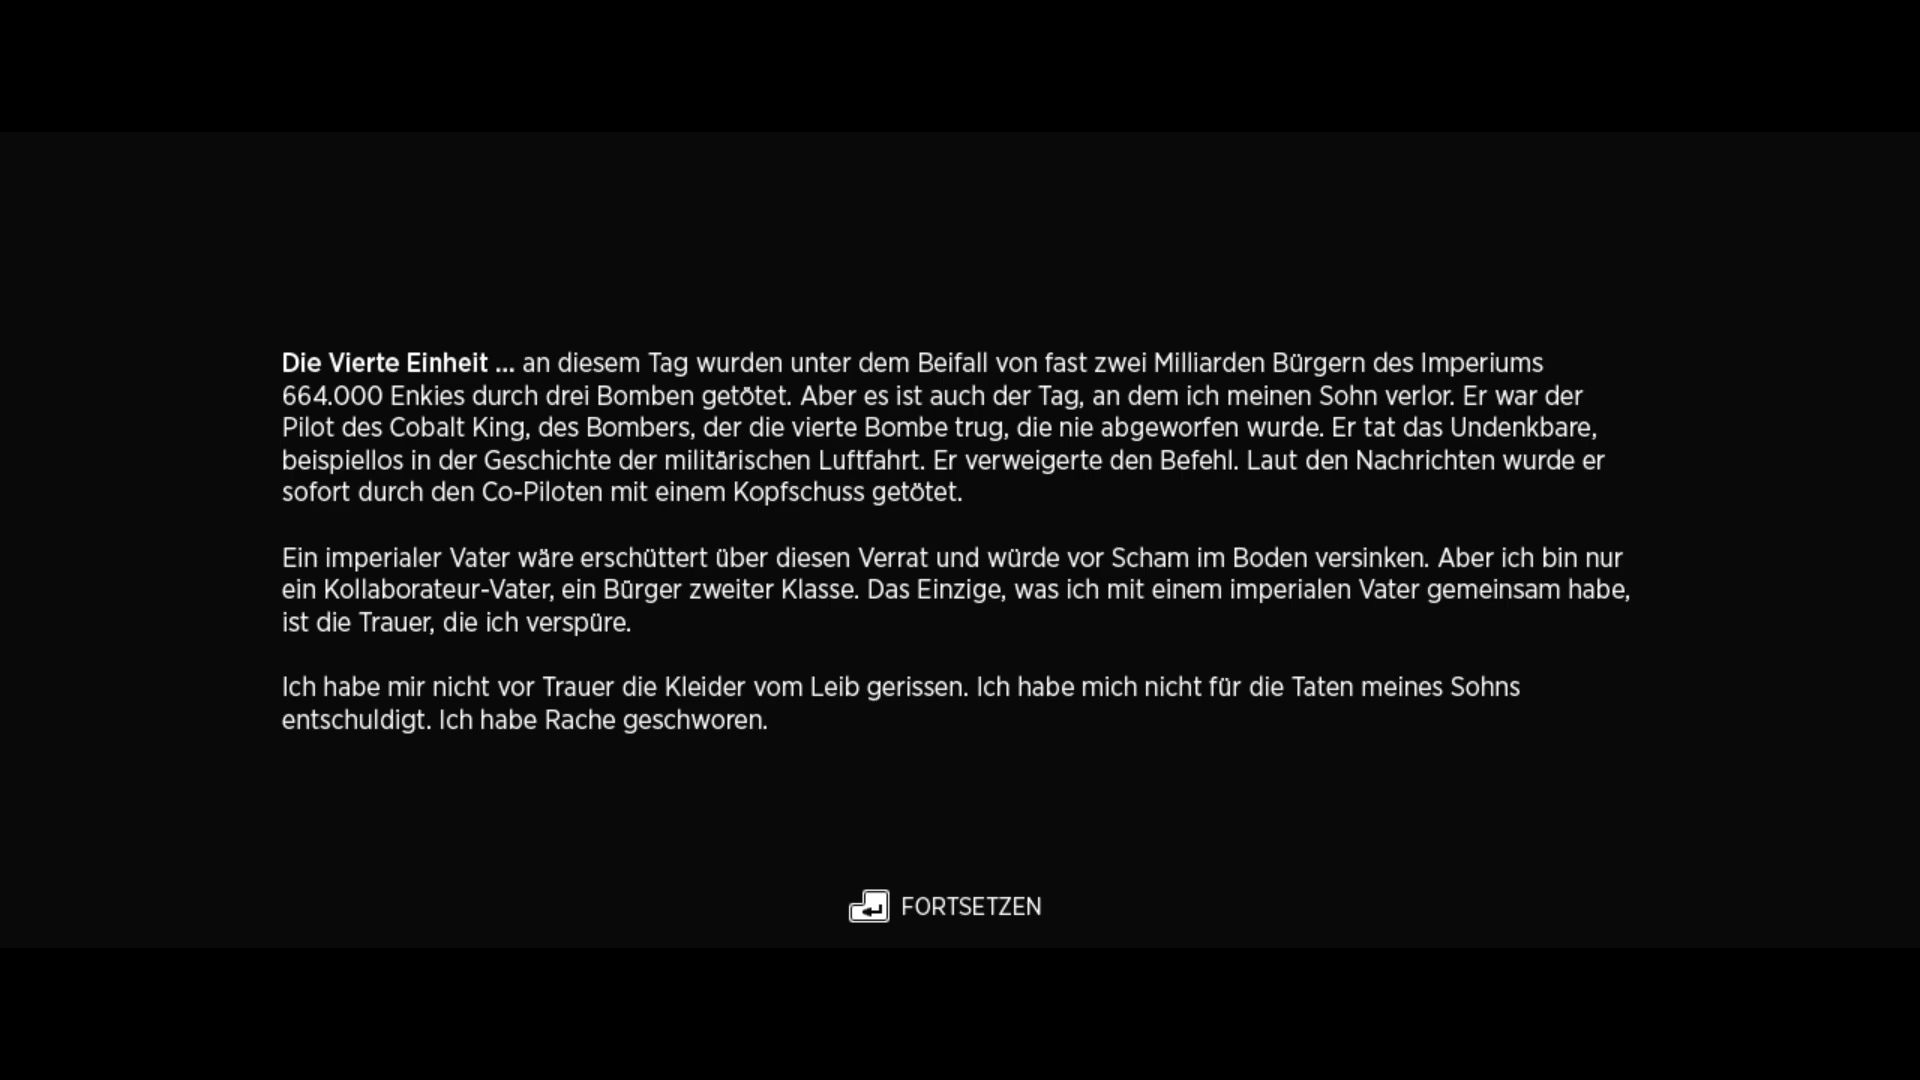 Die Vierte Einheit ... an diesem Tag wurden unter dem Beifall von fast zwei Milliarden Bürgern des Imperiums
664.000 Enkies durch drei Bomben getötet. Aber es ist auch der Tag, an dem ich meinen Sohn verlor. Er war der
Pilot des Cobalt King, des Bombers, der die vierte Bombe trug, die nie abgeworfen wurde. Er tat das Undenkbare,
beispiellos in der Geschichte der militärischen Luftfahrt. Er verweigerte den Befehl. Laut den Nachrichten wurde er
sofort durch den Co-Piloten mit einem Kopfschuss getötet.
Ein imperialer Vater wäre erschüttert über diesen Verrat und würde vor Scham im Boden versinken. Aber ich bin nur
ein Kollaborateur-Vater, ein Bürger zweiter Klasse. Das Einzige, was ich mit einem imperialen Vater gemeinsam habe,
ist die Trauer, die ich verspüre.
Ich habe mir nicht vor Trauer die Kleider vom Leib gerissen. Ich habe mich nicht für die Taten meines Sohns
entschuldigt. Ich habe Rache geschworen.
FORTSETZEN